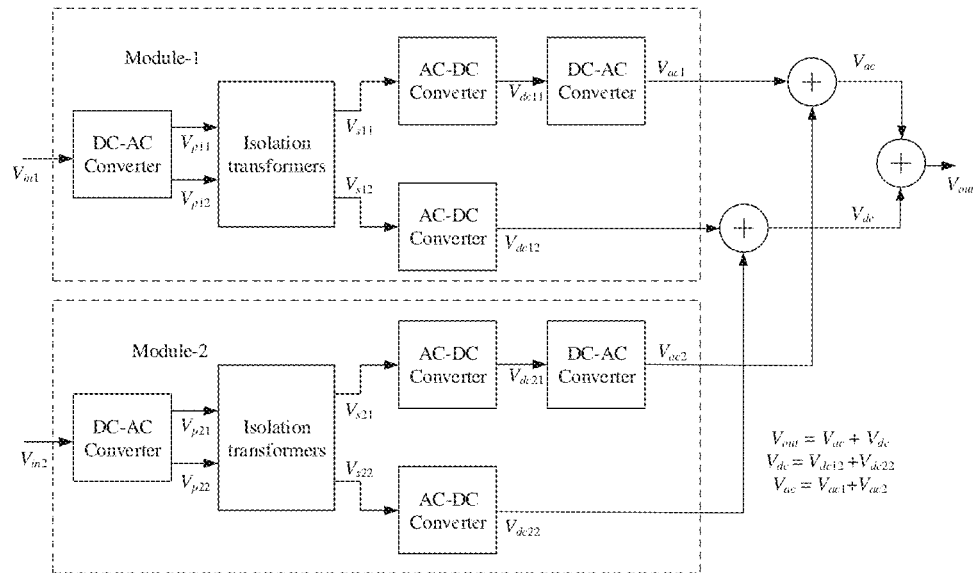 Module-1
DC-AC
Converter
Isolation
transformers
AC-DC
Converter
DC-AC
Converter
AC-DC
Converter
V_in1
V_p11
V_p12
V_s11
V_s12
V_dc11
V_dc12
V_ac1
+
V_ac
+
V_out
+
V_dc
Module-2
DC-AC
Converter
Isolation
transformers
AC-DC
Converter
DC-AC
Converter
AC-DC
Converter
V_in2
V_p21
V_p22
V_s21
V_s22
V_dc21
V_dc22
V_ac2
V_out = V_ac + V_dc
V_dc = V_dc12 + V_dc22
V_ac = V_ac1+V_ac2